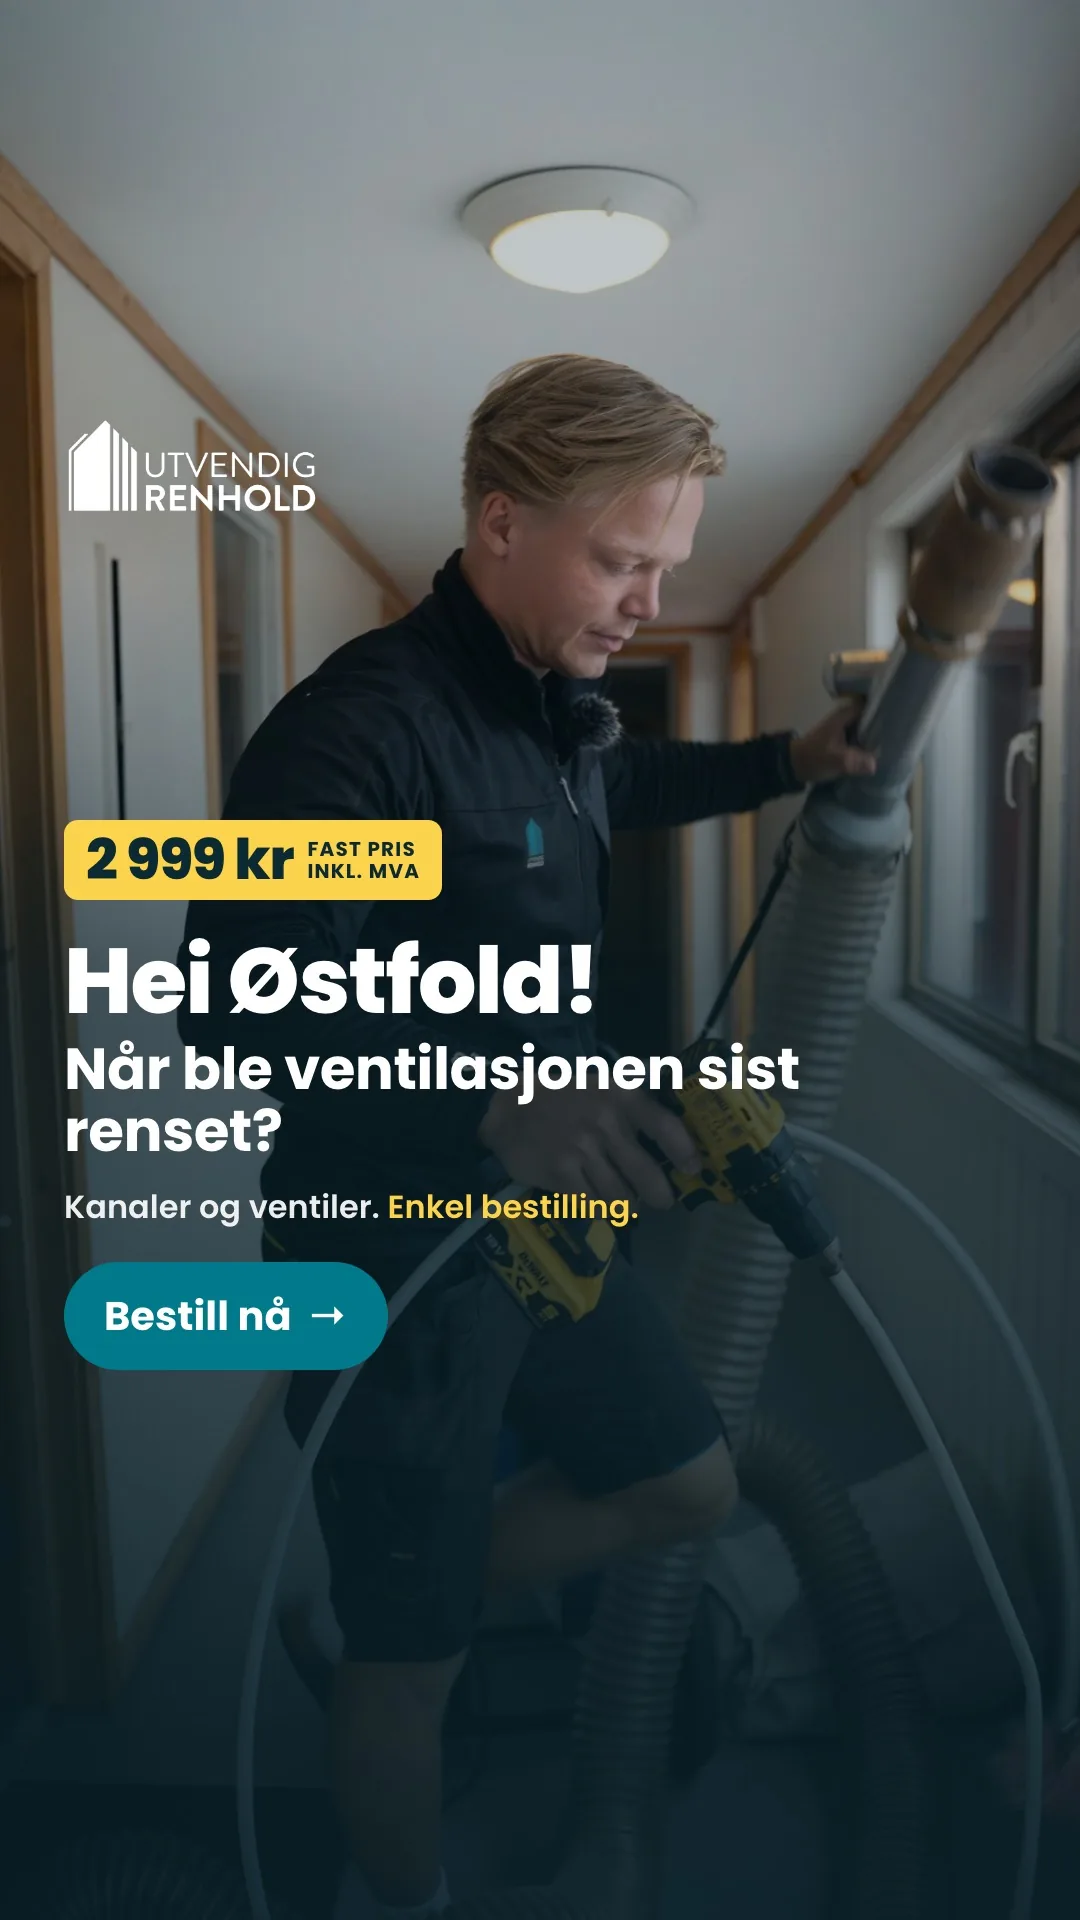 UTVENDIG
RENHOLD
2 999 kr FAST PRIS
INKL. MVA
Hei Østfold!
Når ble ventilasjonen sist
renset?
Kanaler og ventiler. Enkel bestilling.
Bestill nå →